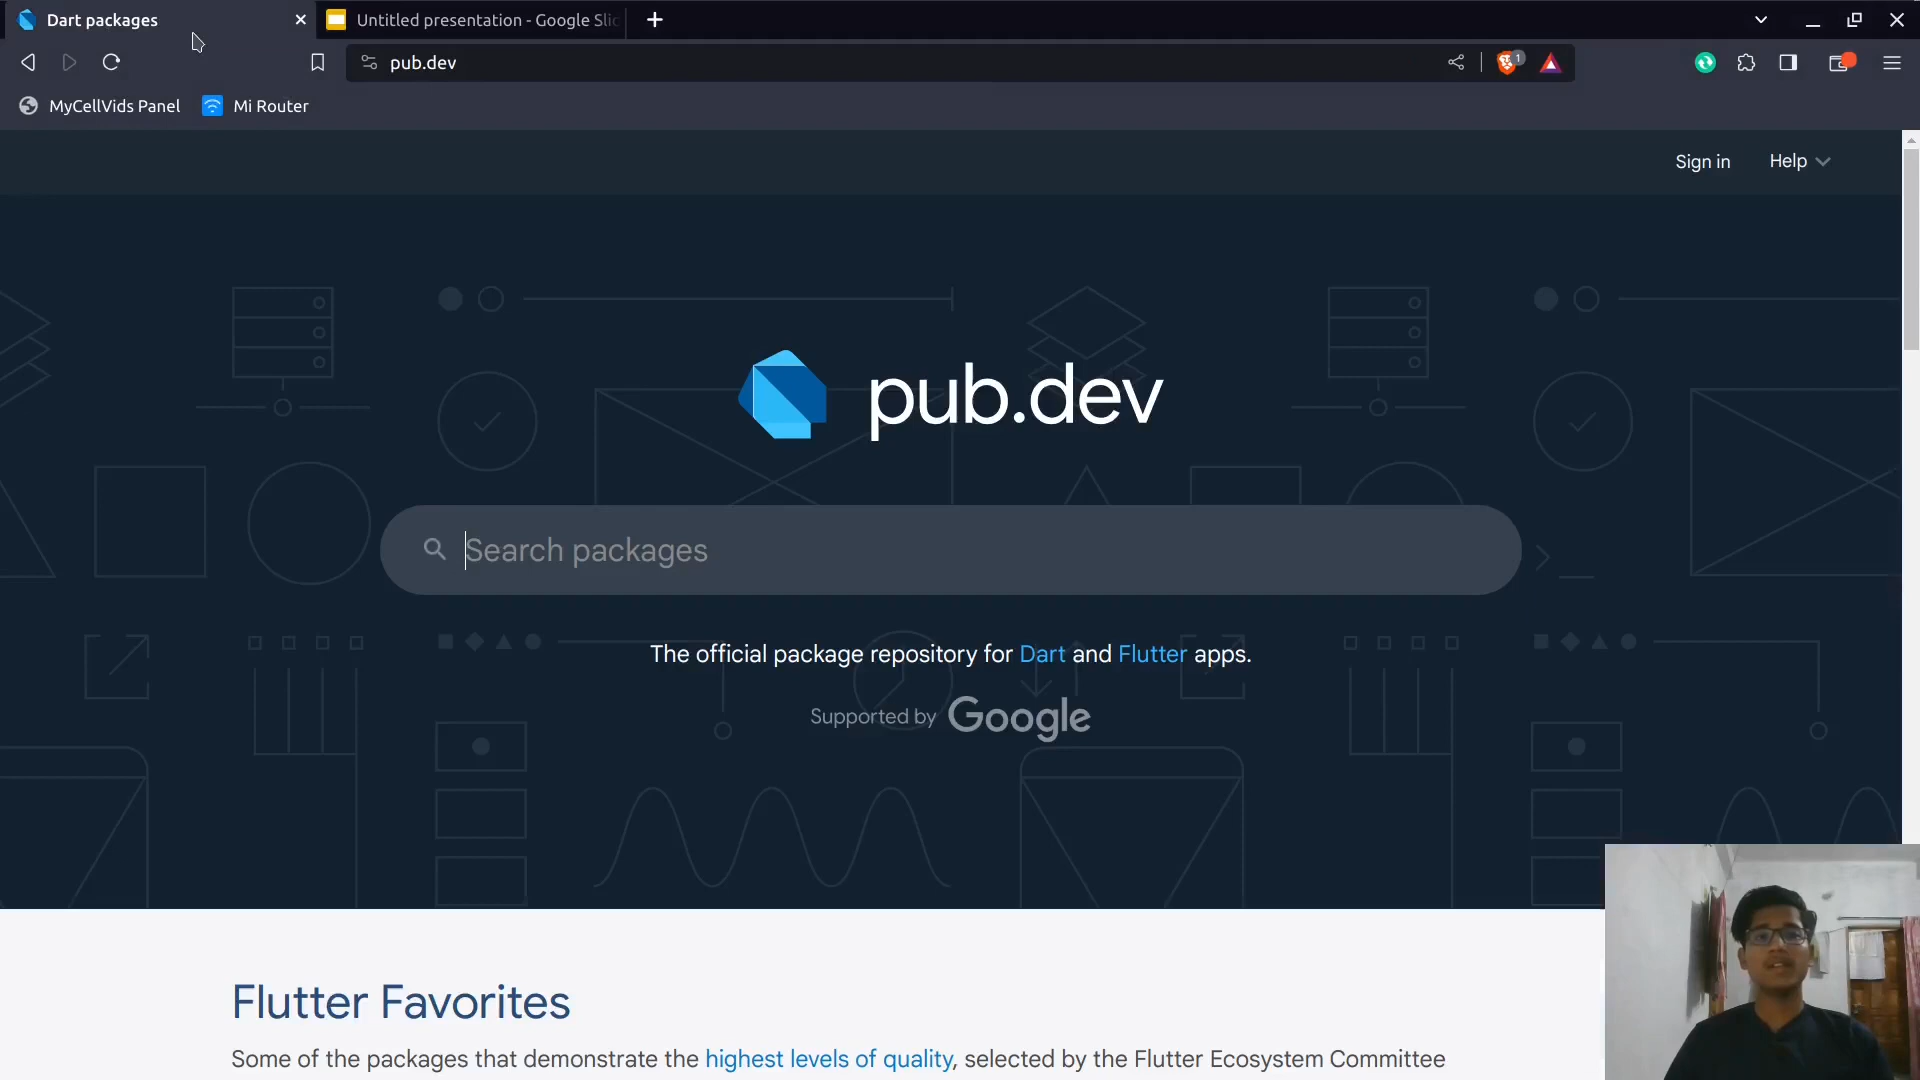 Dart packages
Untitled presentation - Google Slic
pub.dev
1
MyCellVids Panel
Mi Router
Sign in
Help
pub.dev
Search packages
The official package repository for Dart and Flutter apps.
Supported by Google
Flutter Favorites
Some of the packages that demonstrate the highest levels of quality, selected by the Flutter Ecosystem Committee